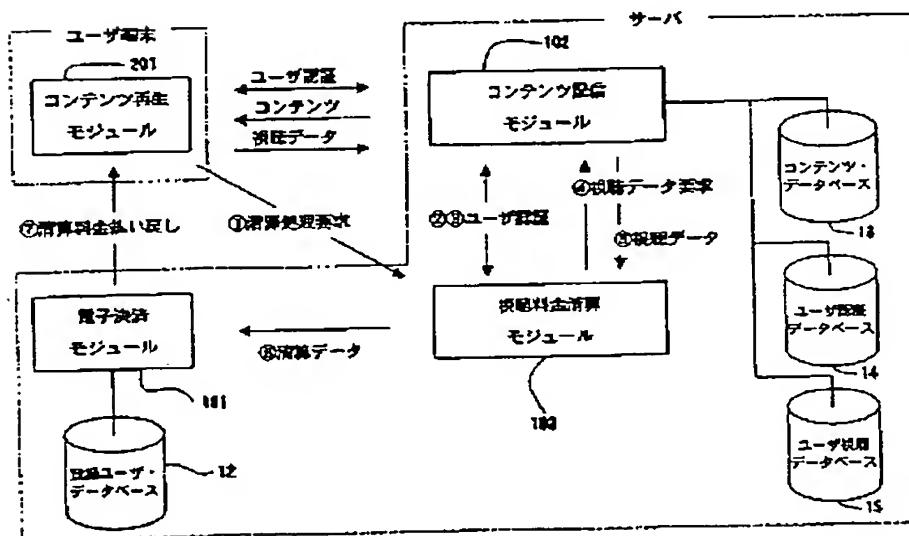 サーバ
ユーザ端末
201
コンテンツ再生
モジュール
ユーザ認証
コンテンツ
視聴データ
102
コンテンツ配信
モジュール
コンテンツ・
データベース
13
⑦清算料金払い戻し
①清算処理要求
②③ユーザ認証
④視聴データ要求
⑤視聴データ
電子決済
モジュール
101
⑥清算データ
視聴料金清算
モジュール
103
ユーザ認証
データベース
14
登録ユーザ・
データベース
12
ユーザ視聴
データベース
15